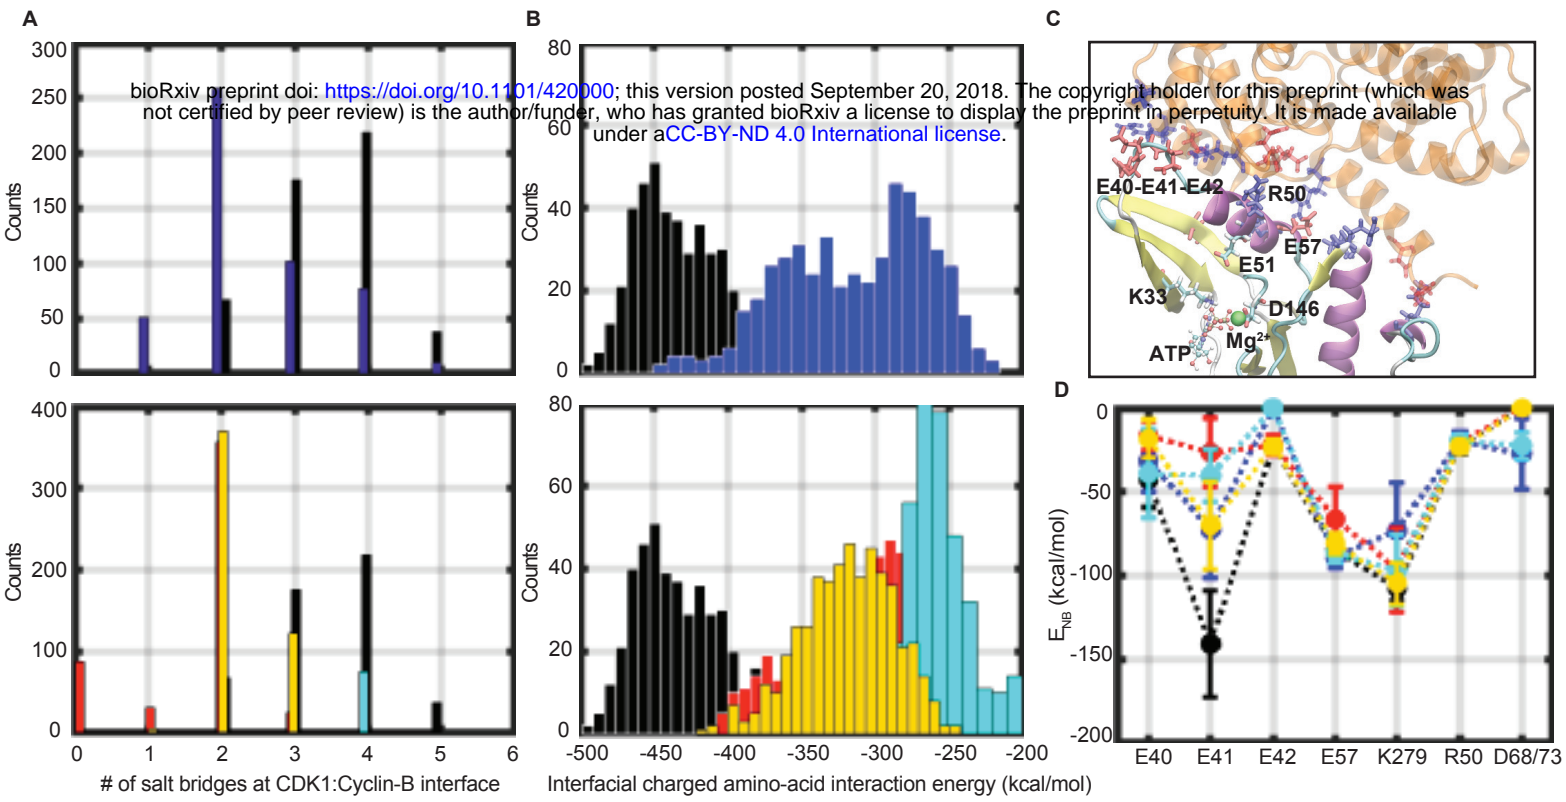 A
B
C
bioRxiv preprint doi: https://doi.org/10.1101/420000; this version posted September 20, 2018. The copyright holder for this preprint (which was
not certified by peer review) is the author/funder, who has granted bioRxiv a license to display the preprint in perpetuity. It is made available
under aCC-BY-ND 4.0 International license.
300
250
200
150
100
50
0
Counts
80
60
40
20
0
Counts
E40-E41-E42
R50
E57
E51
K33
D146
Mg2+
ATP
400
300
200
100
0
Counts
0 1 2 3 4 5 6
# of salt bridges at CDK1:Cyclin-B interface
80
60
40
20
0
Counts
-500 -450 -400 -350 -300 -250 -200
Interfacial charged amino-acid interaction energy (kcal/mol)
D
0
-50
-100
-150
-200
ENB (kcal/mol)
E40 E41 E42 E57 K279 R50 D68/73